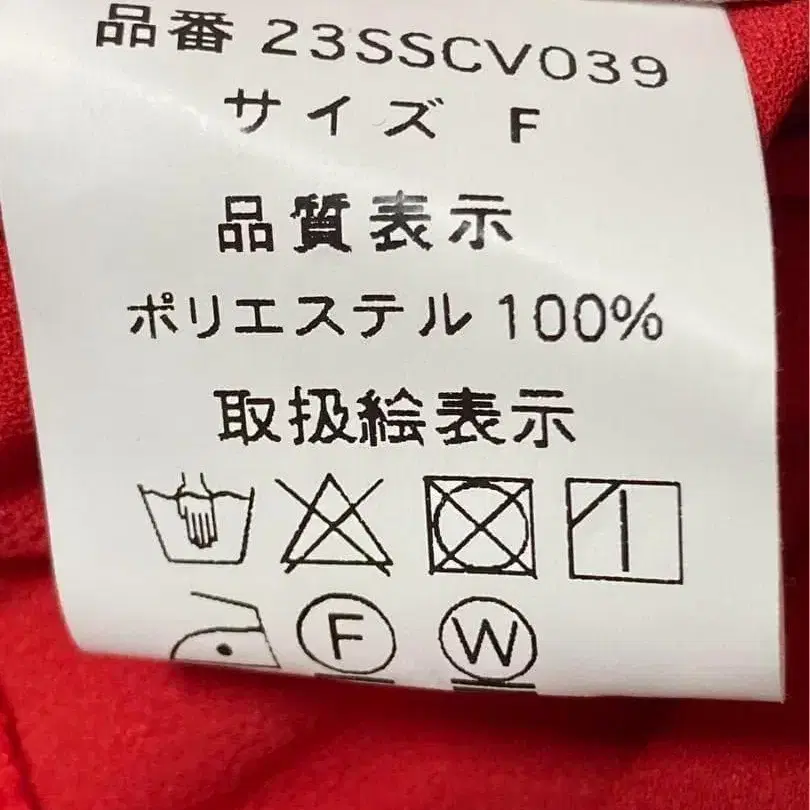 品番 23SSCV039
サイズ F
品質表示
ポリエステル 100%
取扱絵表示
F W